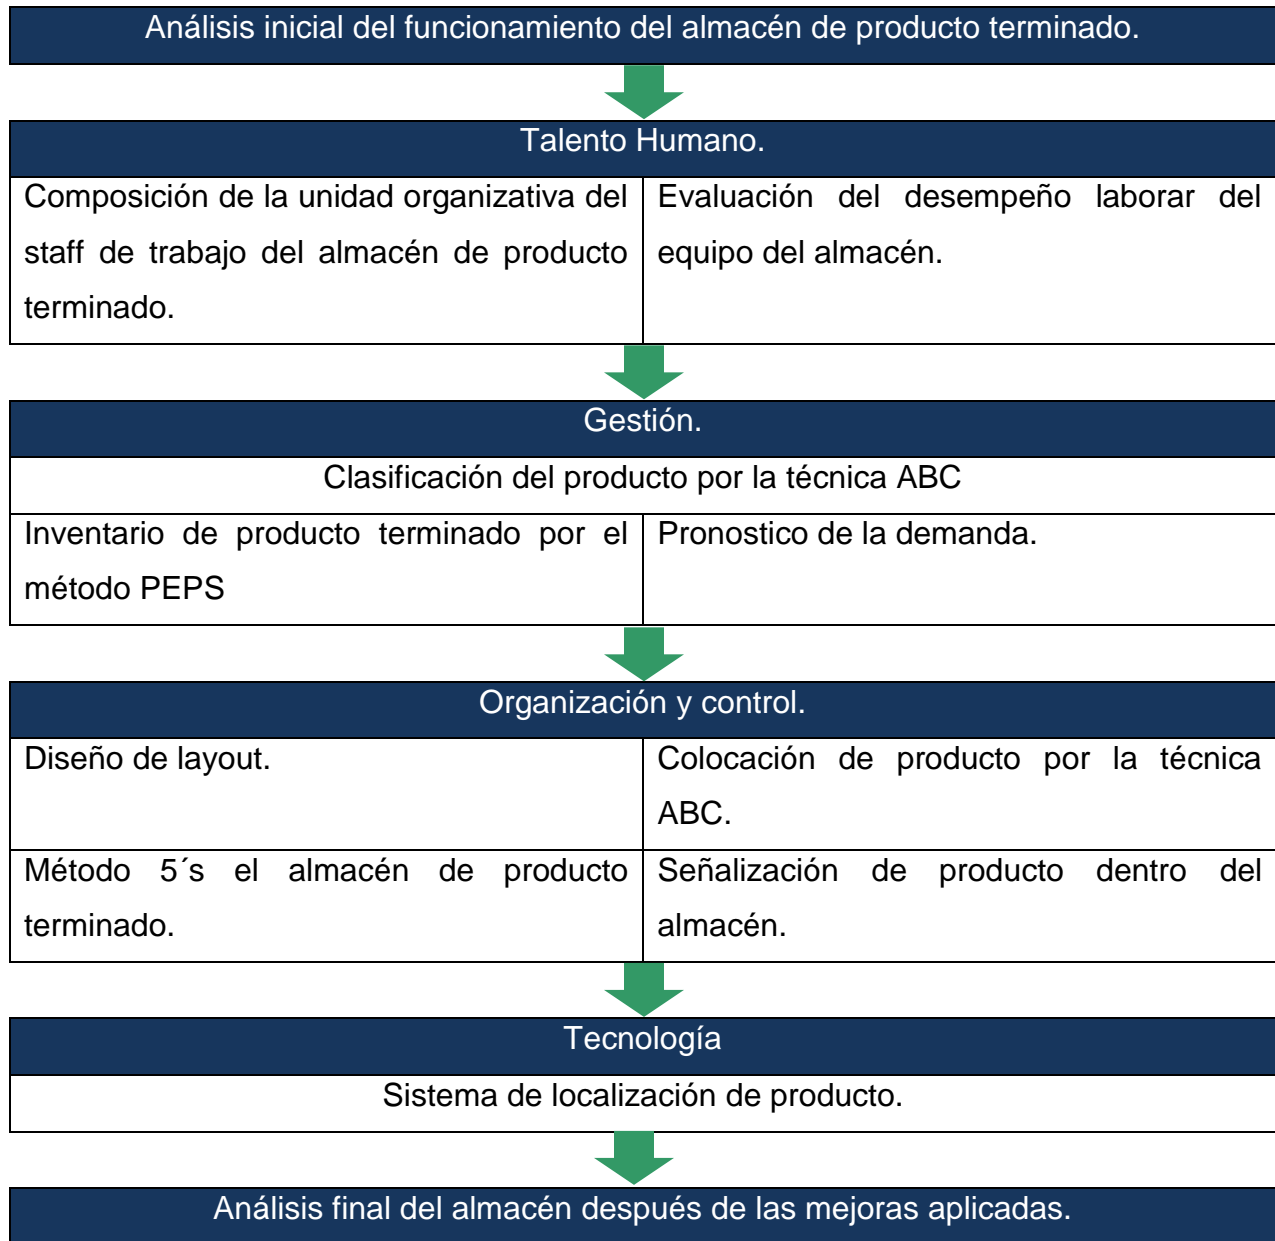 Análisis inicial del funcionamiento del almacén de producto terminado.
Talento Humano.
Composición de la unidad organizativa del
staff de trabajo del almacén de producto
terminado.
Evaluación del desempeño laborar del
equipo del almacén.
Gestión.
Clasificación del producto por la técnica ABC
Inventario de producto terminado por el
método PEPS
Pronostico de la demanda.
Organización y control.
Diseño de layout.
Colocación de producto por la técnica
ABC.
Método 5´s el almacén de producto
terminado.
Señalización de producto dentro del
almacén.
Tecnología
Sistema de localización de producto.
Análisis final del almacén después de las mejoras aplicadas.